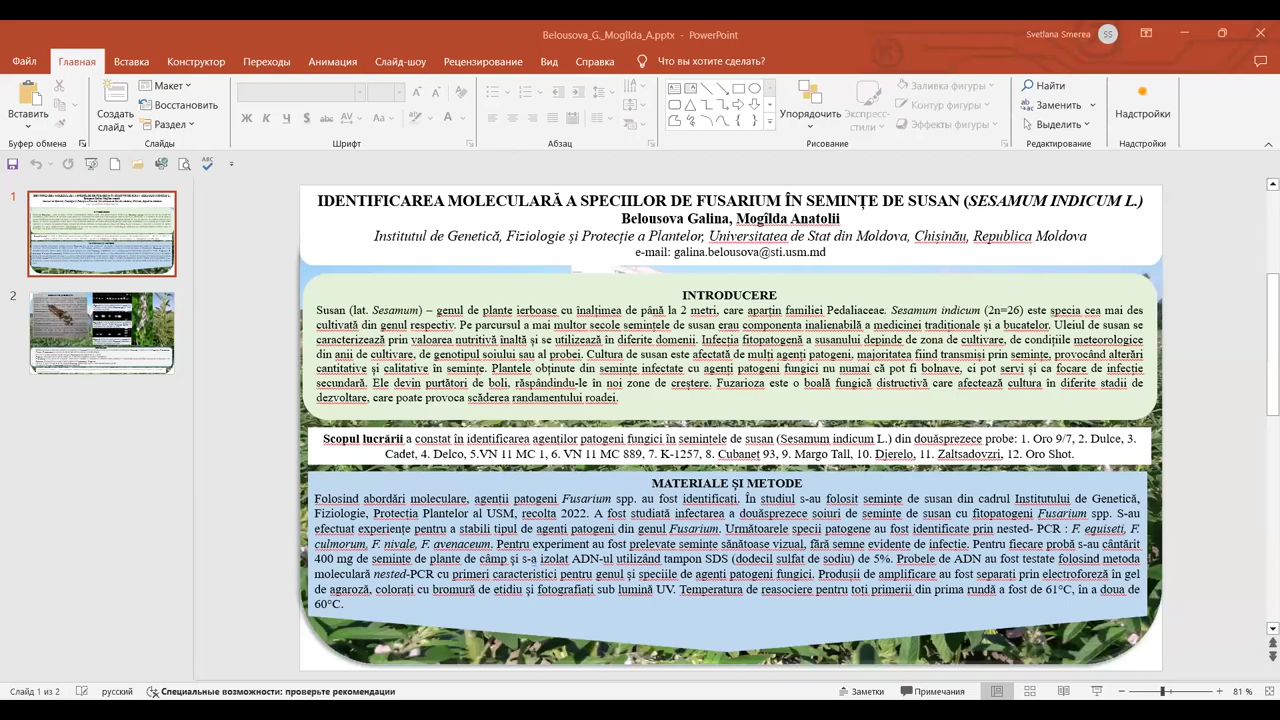 Belousova_G._Mogîlda_A.pptx - PowerPoint
Svetlana Smerea
SS
Файл Главная Вставка Конструктор Переходы Анимация Слайд-шоу Рецензирование Вид Справка Что вы хотите сделать?
Вставить
Создать слайд
Макет
Восстановить
Раздел
Ж К Ч S abc AV Aa A
Упорядочить
Экспресс-стили
Заливка фигуры
Контур фигуры
Эффекты фигуры
Найти
Заменить
Выделить
Надстройки
Буфер обмена Слайды Шрифт Абзац Рисование Редактирование Надстройки
1
2
IDENTIFICAREA MOLECULARĂ A SPECIILOR DE FUSARIUM ÎN SEMINȚE DE SUSAN (SESAMUM INDICUM L.)
Belousova Galina, Mogîlda Anatolii
Institutul de Genetică, Fiziologie și Protecție a Plantelor, Universitatea de Stat din Moldova, Chișinău, Republica Moldova
e-mail: galina.belousova@sti.usm.md
INTRODUCERE
Susan (lat. Sesamum) – genul de plante ierboase cu înalțimea de până la 2 metri, care aparțin familiei Pedaliaceae. Sesamum indicum (2n=26) este specia cea mai des
cultivată din genul respectiv. Pe parcursul a mai multor secole semințele de susan erau componenta inevitabilă a medicinei tradiționale și a bucatelor. Uleiul de susan se
caracterizează prin valoarea nutritivă înaltă și se utilizează în diferite domenii. Infecția fungică a susanului depinde de zona de agricultură, de condițiile meteorologice
din anii de cultivare, de genotipul, dar și de soiul al rocei. Cultura de susan este afectată de mulți agenți patogeni, majoritatea fiind transmiși prin semințe, provocând alterări
cantitative și calitative în semințe. Plantele obținute din semințe infectate cu agenți patogeni fungici nu numai că pot fi bolnave, ci pot servi și ca focare de infecție
secundară. Ele devin purtători de boli, răspândindu-le în noi zone de creștere. Fuzarioza este o boală fungică distructivă care afectează cultura în diferite stadii de
dezvoltare, care poate provoca scăderea randamentului roadei.
Scopul lucrării a constat în identificarea agenților patogeni fungici în semințele de susan (Sesamum indicum L.) din douăsprezece probe: 1. Oro 9/7, 2. Dulce, 3.
Cadet, 4. Delco, 5.VN 11 MC 1, 6. VN 11 MC 889, 7. K-1257, 8. Cubaneț 93, 9. Margo Tall, 10. Djerelo, 11. Zaltsadovzri, 12. Oro Shot.
MATERIALE ȘI METODE
Folosind abordări moleculare, agenții patogeni Fusarium spp. au fost identificați. În studiul s-au folosit semințe de susan din cadrul Institutului de Genetică,
Fiziologie, Protecția Plantelor al USM, recolta 2022. A fost studiată infectarea a douăsprezece soiuri de semințe de susan cu fitopatogeni Fusarium spp. S-au
efectuat experiențe pentru a stabili tipul de agenți patogeni din genul Fusarium. Următoarele specii patogene au fost identificate prin nested- PCR : F. equiseti, F.
culmorum, F. nivale, F. avenaceum. Pentru experiment au fost prelevate semințe sănătoase vizual, fără semne evidente de infecție. Pentru fiecare probă s-au cântărit
400 mg de semințe de plante de câmp și s-a izolat ADN-ul utilizând tampon SDS (dodecil sulfat de sodiu) de 5%. Probele de ADN au fost testate folosind metoda
moleculară nested-PCR cu primeri caracteristici pentru genul și speciile de agenți patogeni fungici. Produșii de amplificare au fost separați prin electroforeză în gel
de agaroză, colorați cu bromură de etidiu și fotografiați sub lumină UV. Temperatura de reasociere pentru toți primerii din prima rundă a fost de 61°C, în a doua de
60°C.
Слайд 1 из 2 русский Специальные возможности: проверьте рекомендации Заметки Примечания 81 %